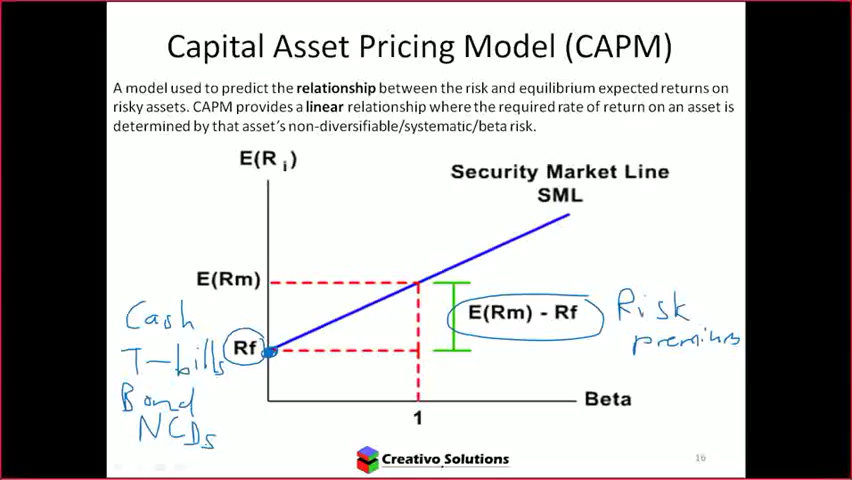 Capital Asset Pricing Model (CAPM)
A model used to predict the relationship between the risk and equilibrium expected returns on
risky assets. CAPM provides a linear relationship where the required rate of return on an asset is
determined by that asset's non-diversifiable/systematic/beta risk.
E(R i)
Security Market Line
SML
E(Rm)
E(Rm) - Rf
Risk
premiums
Cash
Rf
T-bills
Bond
NCDs
Beta
1
Creativo Solutions
16